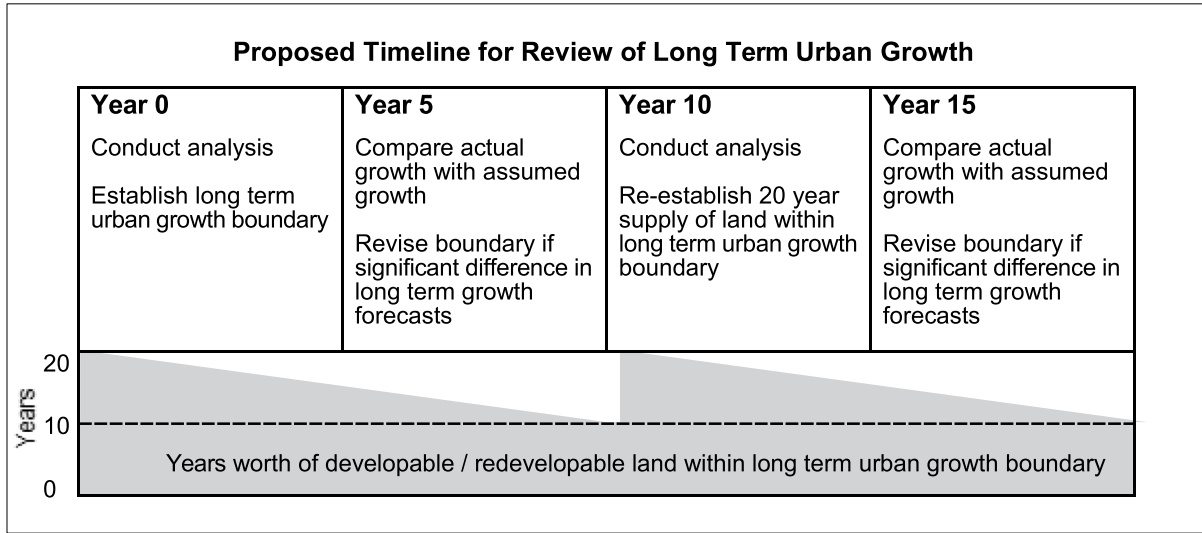 Proposed Timeline for Review of Long Term Urban Growth
Year 0
Conduct analysis
Establish long term
urban growth boundary
Year 5
Compare actual
growth with assumed
growth
Revise boundary if
significant difference in
long term growth
forecasts
Year 10
Conduct analysis
Re-establish 20 year
supply of land within
long term urban growth
boundary
Year 15
Compare actual
growth with assumed
growth
Revise boundary if
significant difference in
long term growth
forecasts
Years
20
10
0
Years worth of developable / redevelopable land within long term urban growth boundary